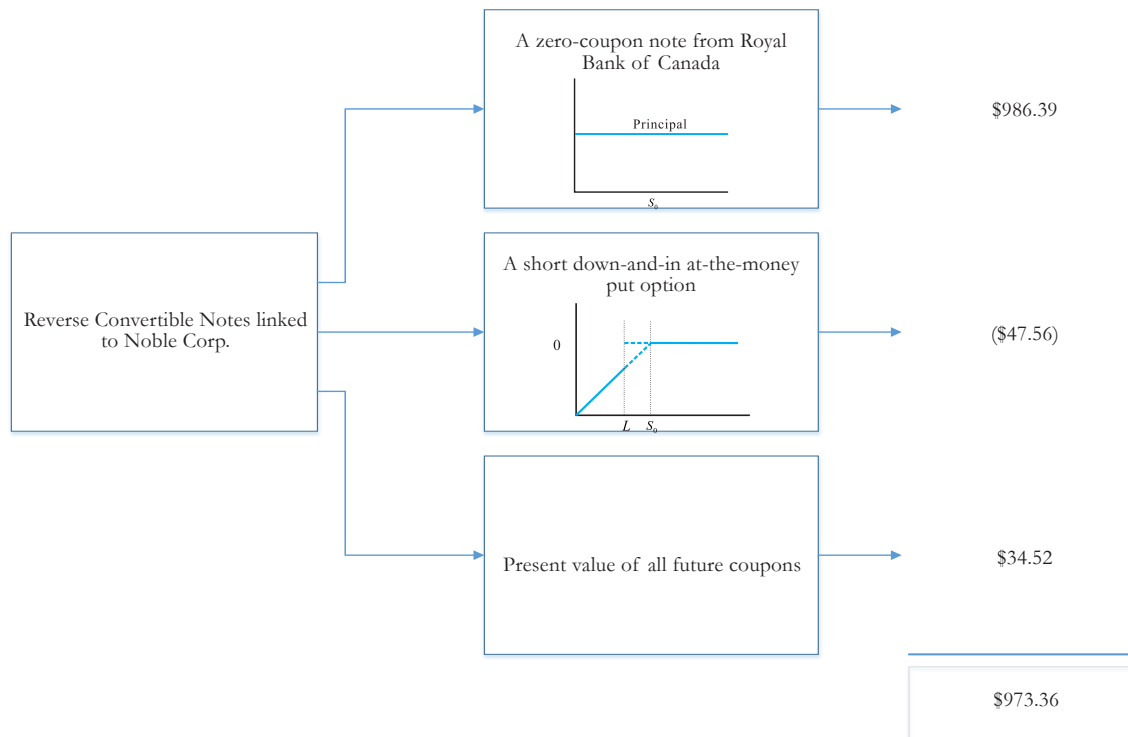 A zero-coupon note from Royal
Bank of Canada
Principal
S₀
$986.39
Reverse Convertible Notes linked
to Noble Corp.
A short down-and-in at-the-money
put option
0
L S₀
($47.56)
Present value of all future coupons
$34.52
$973.36